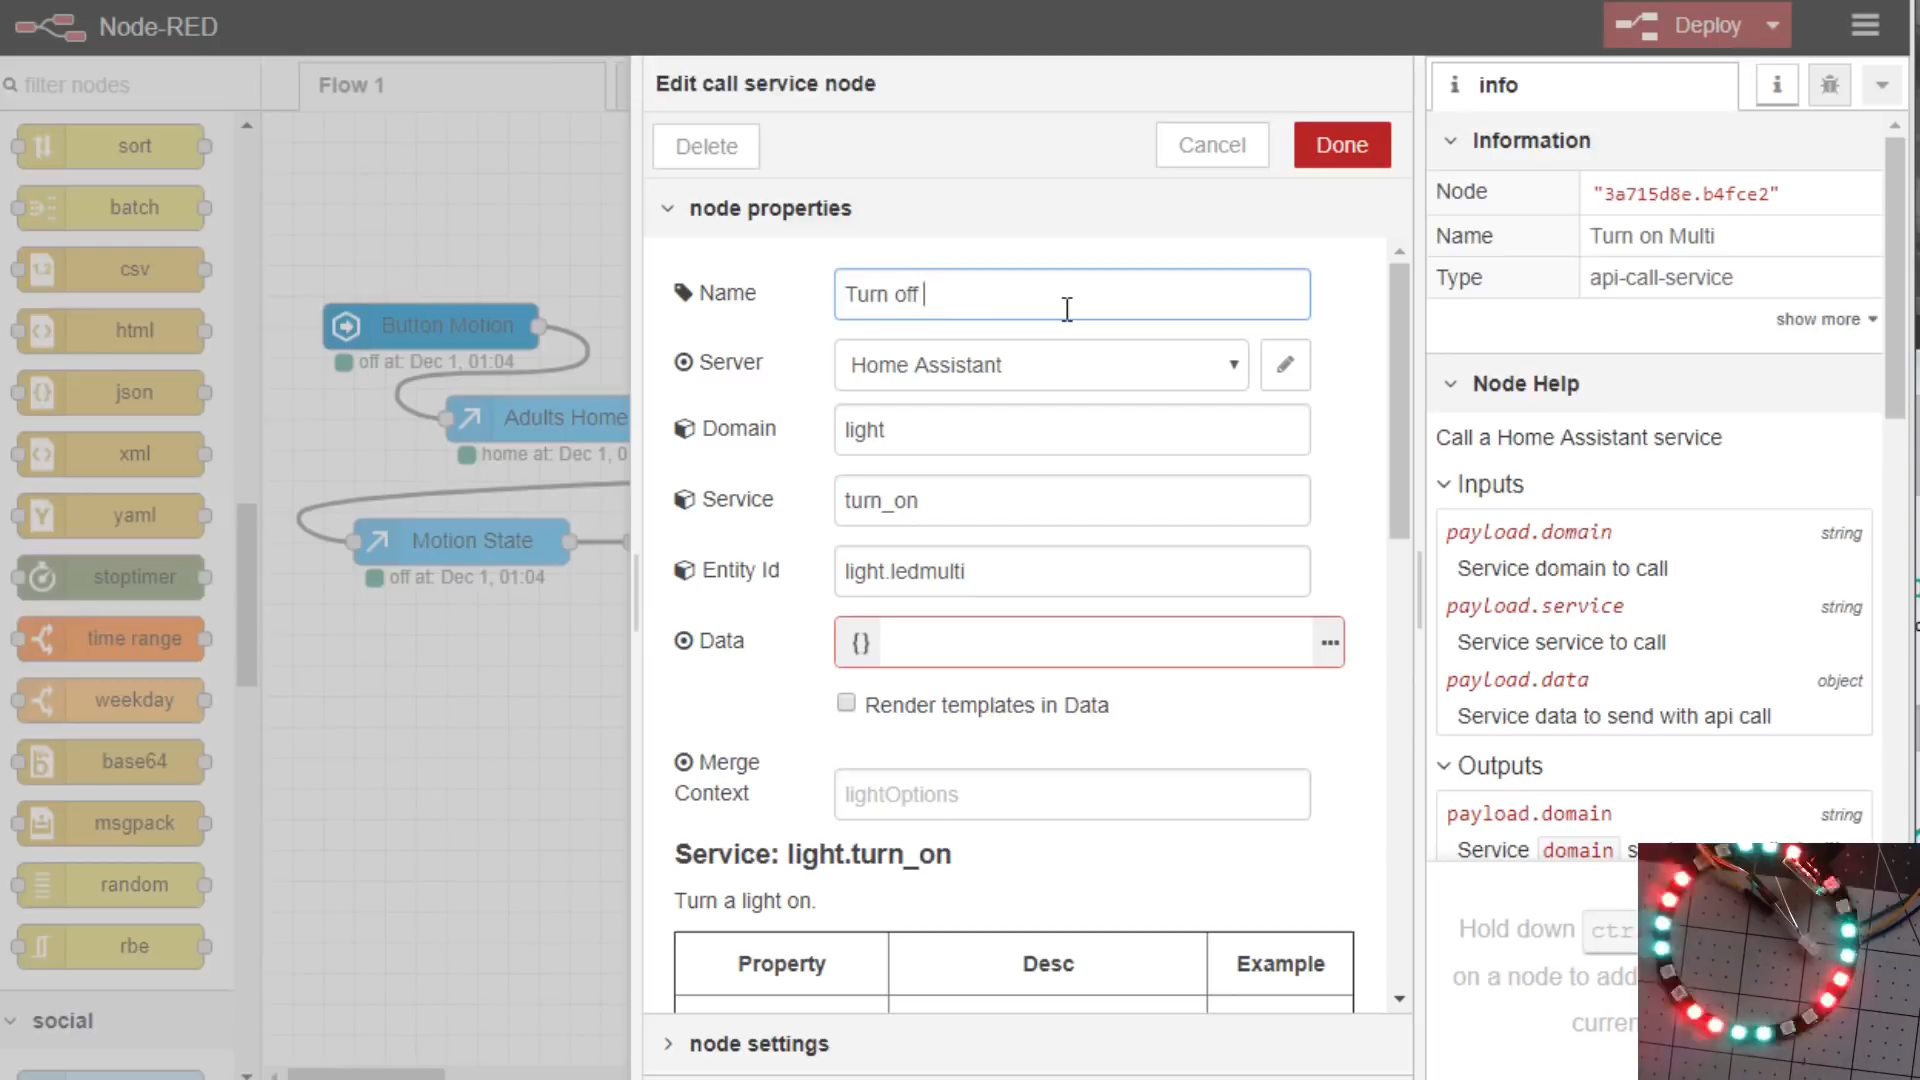 Node-RED
Deploy
filter nodes
Flow 1
Edit call service node
info
Delete
Cancel
Done
Information
node properties
Node
"3a715d8e.b4fce2"
Name
Turn on Multi
Type
api-call-service
show more
sort
batch
csv
html
json
xml
yaml
stoptimer
time range
weekday
base64
msgpack
random
rbe
social
Button Motion
off at: Dec 1, 01:04
Adults Home
home at: Dec 1, 0
Motion State
off at: Dec 1, 01:04
Name
Turn off
Server
Home Assistant
Domain
light
Service
turn_on
Entity Id
light.ledmulti
Data
{}
Render templates in Data
Merge
Context
lightOptions
Service: light.turn_on
Turn a light on.
Property
Desc
Example
node settings
Node Help
Call a Home Assistant service
Inputs
payload.domain
string
Service domain to call
payload.service
string
Service service to call
payload.data
object
Service data to send with api call
Outputs
payload.domain
string
Service domain s
Hold down ctr
on a node to add
curren